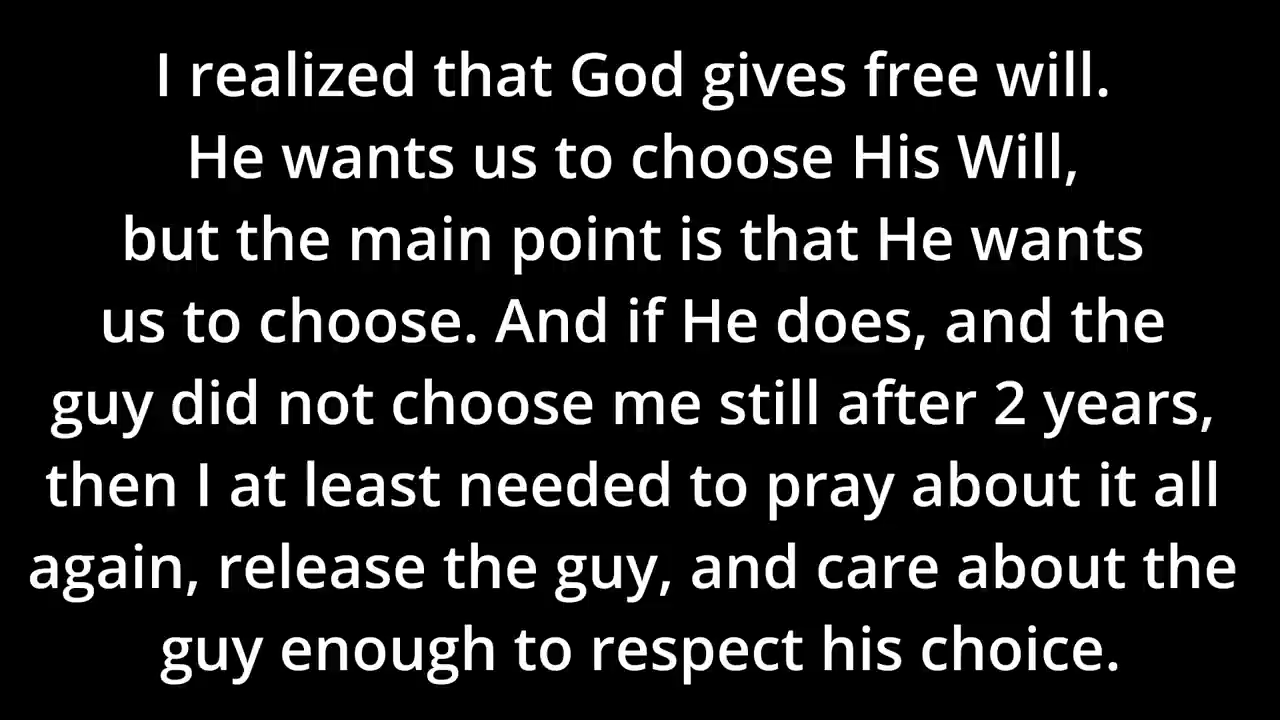 I realized that God gives free will.
He wants us to choose His Will,
but the main point is that He wants
us to choose. And if He does, and the
guy did not choose me still after 2 years,
then I at least needed to pray about it all
again, release the guy, and care about the
guy enough to respect his choice.